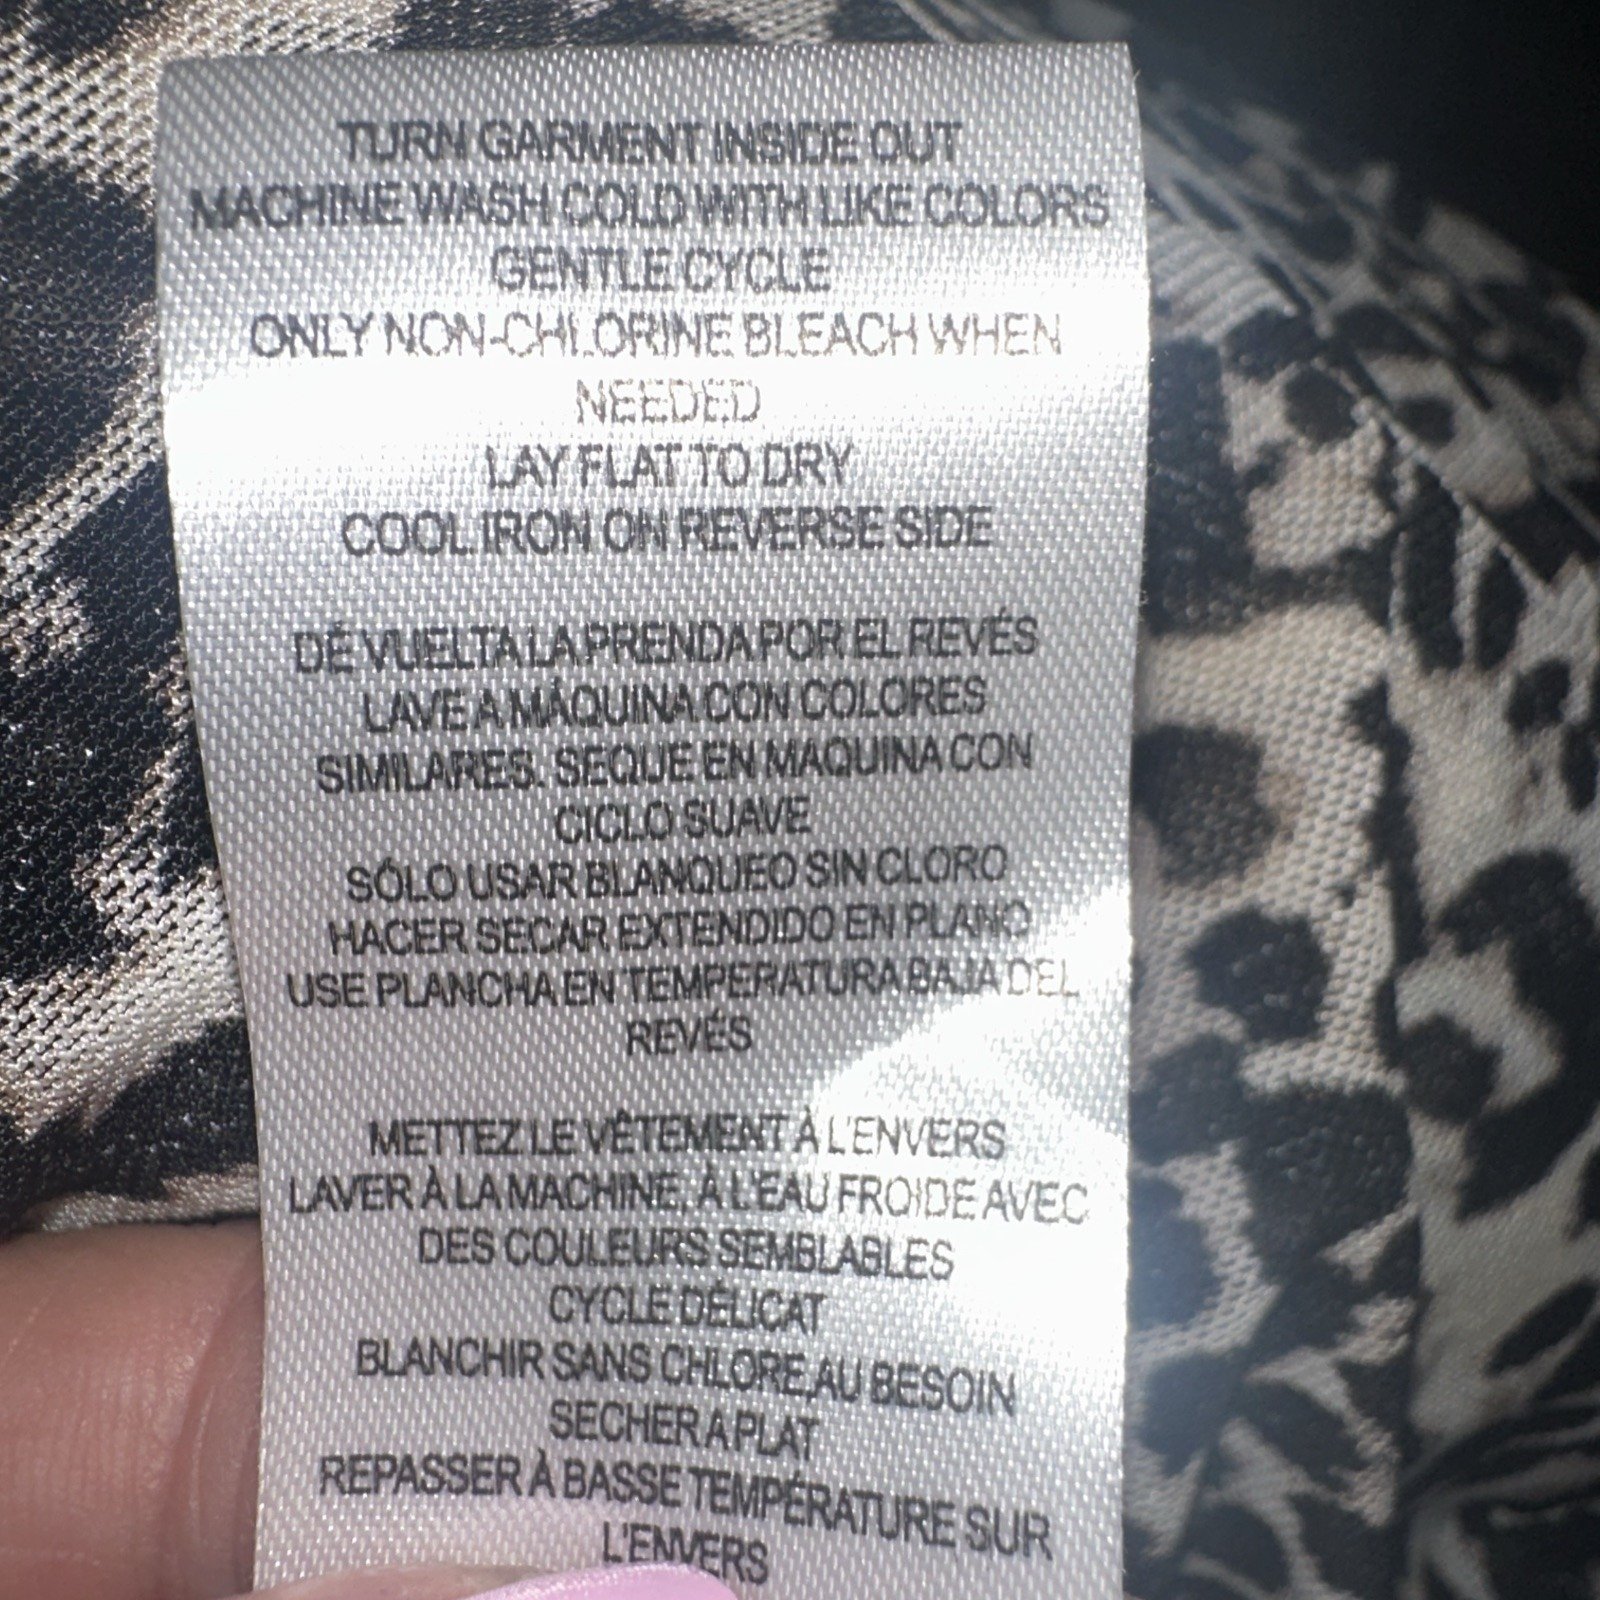 TURN GARMENT INSIDE OUT
MACHINE WASH COLD WITH LIKE COLORS
GENTLE CYCLE
ONLY NON-CHLORINE BLEACH WHEN
NEEDED
LAY FLAT TO DRY
COOL IRON ON REVERSE SIDE
DÉ VUELTA LA PRENDA POR EL REVÉS
LAVE A MÁQUINA CON COLORES
SIMILARES. SEQUE EN MAQUINA CON
CICLO SUAVE
SÓLO USAR BLANQUEO SIN CLORO
HACER SECAR EXTENDIDO EN PLANO
USE PLANCHA EN TEMPERATURA BAJA DEL
REVÉS
METTEZ LE VÊTEMENT À L'ENVERS
LAVER À LA MACHINE, À L'EAU FROIDE AVEC
DES COULEURS SEMBLABLES
CYCLE DÉLICAT
BLANCHIR SANS CHLORE AU BESOIN
SECHER A PLAT
REPASSER À BASSE TEMPÉRATURE SUR
L'ENVERS